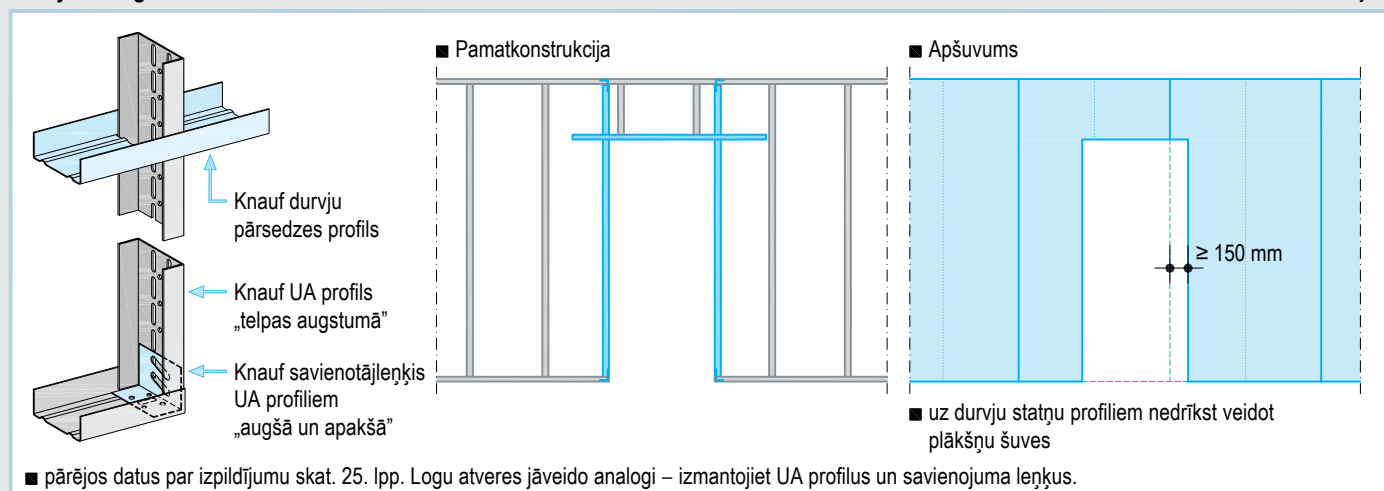 Knauf durvju
pārsedzes profils
Knauf UA profils
„telpas augstumā”
Knauf savienotājleņķis
UA profiliem
„augšā un apakšā”
■ Pamatkonstrukcija
■ Apšuvums
≥ 150 mm
■ uz durvju statņu profiliem nedrīkst veidot
plākšņu šuves
■ pārējos datus par izpildījumu skat. 25. lpp. Logu atveres jāveido analogi – izmantojiet UA profilus un savienojuma leņķus.